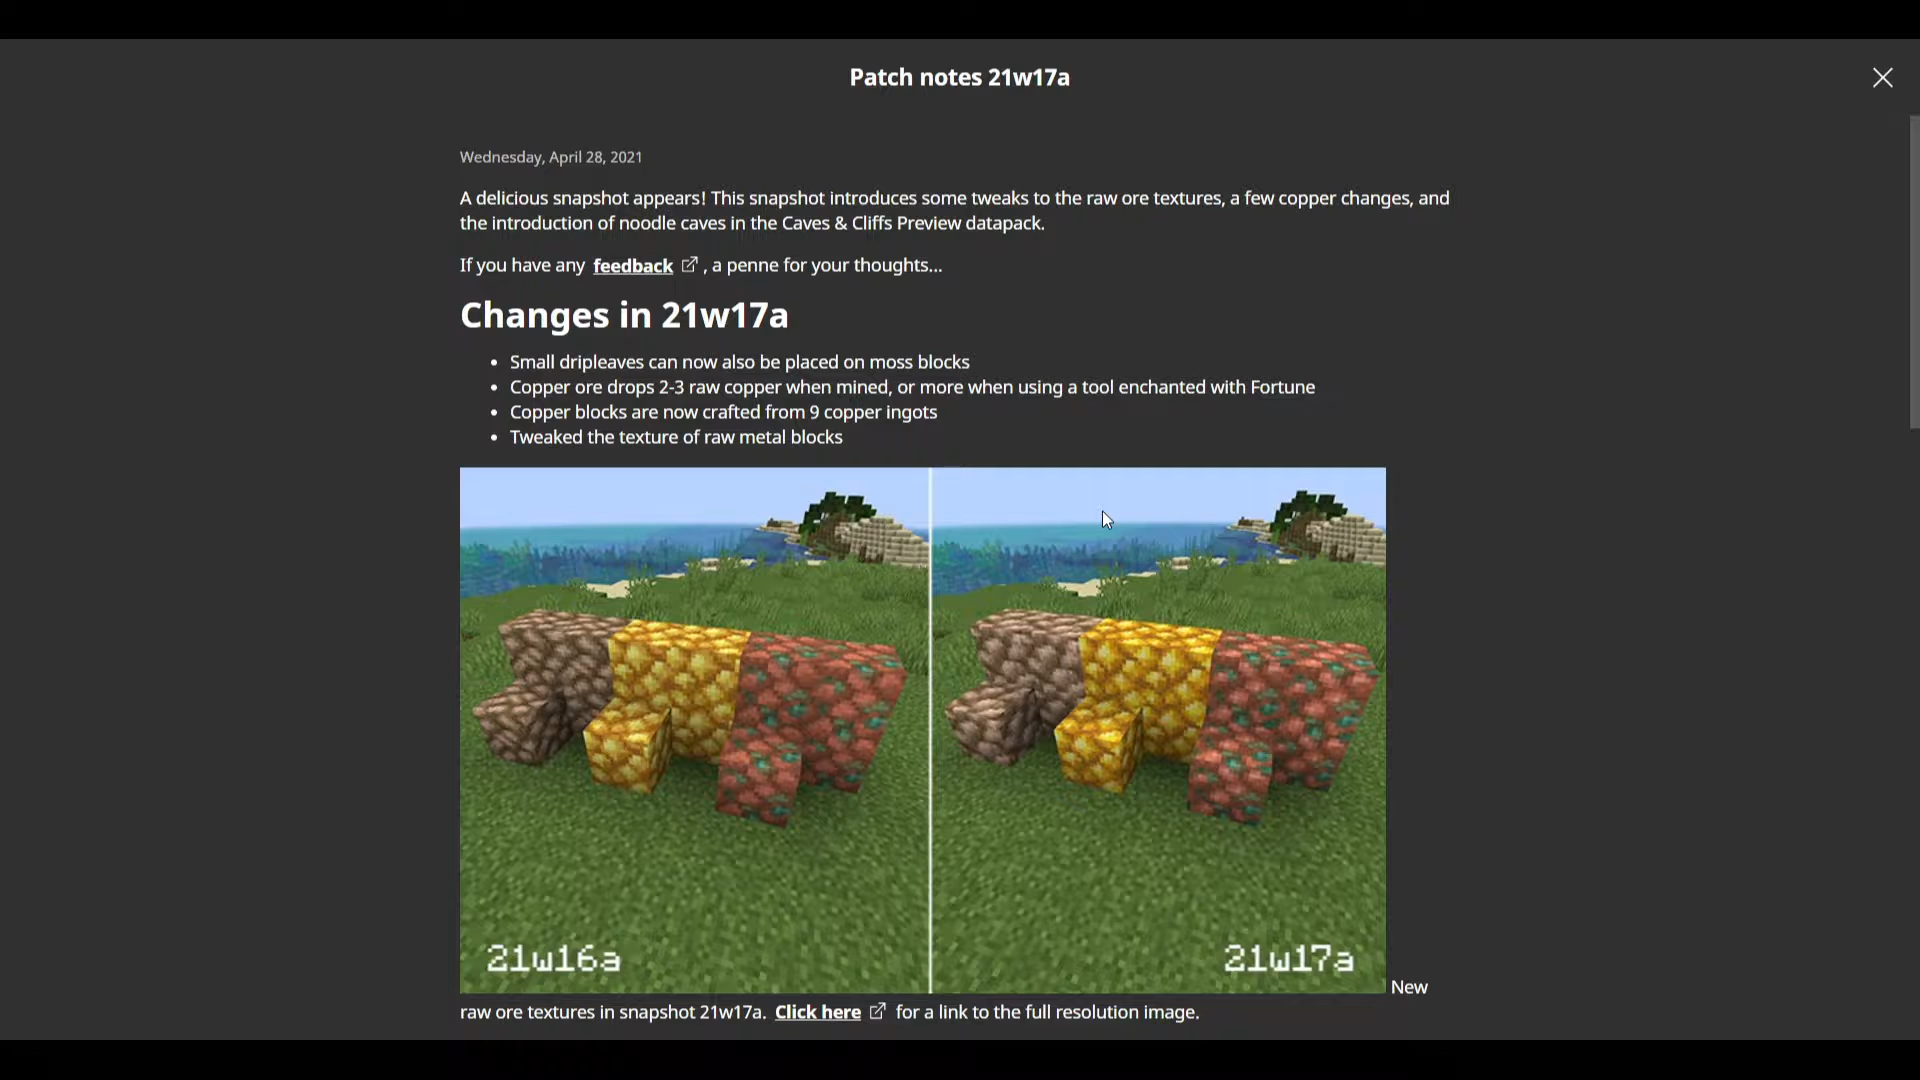 Patch notes 21w17a
Wednesday, April 28, 2021
A delicious snapshot appears! This snapshot introduces some tweaks to the raw ore textures, a few copper changes, and
the introduction of noodle caves in the Caves & Cliffs Preview datapack.
If you have any feedback , a penne for your thoughts...
Changes in 21w17a
• Small dripleaves can now also be placed on moss blocks
• Copper ore drops 2-3 raw copper when mined, or more when using a tool enchanted with Fortune
• Copper blocks are now crafted from 9 copper ingots
• Tweaked the texture of raw metal blocks
21w16a
21w17a
New
raw ore textures in snapshot 21w17a. Click here for a link to the full resolution image.